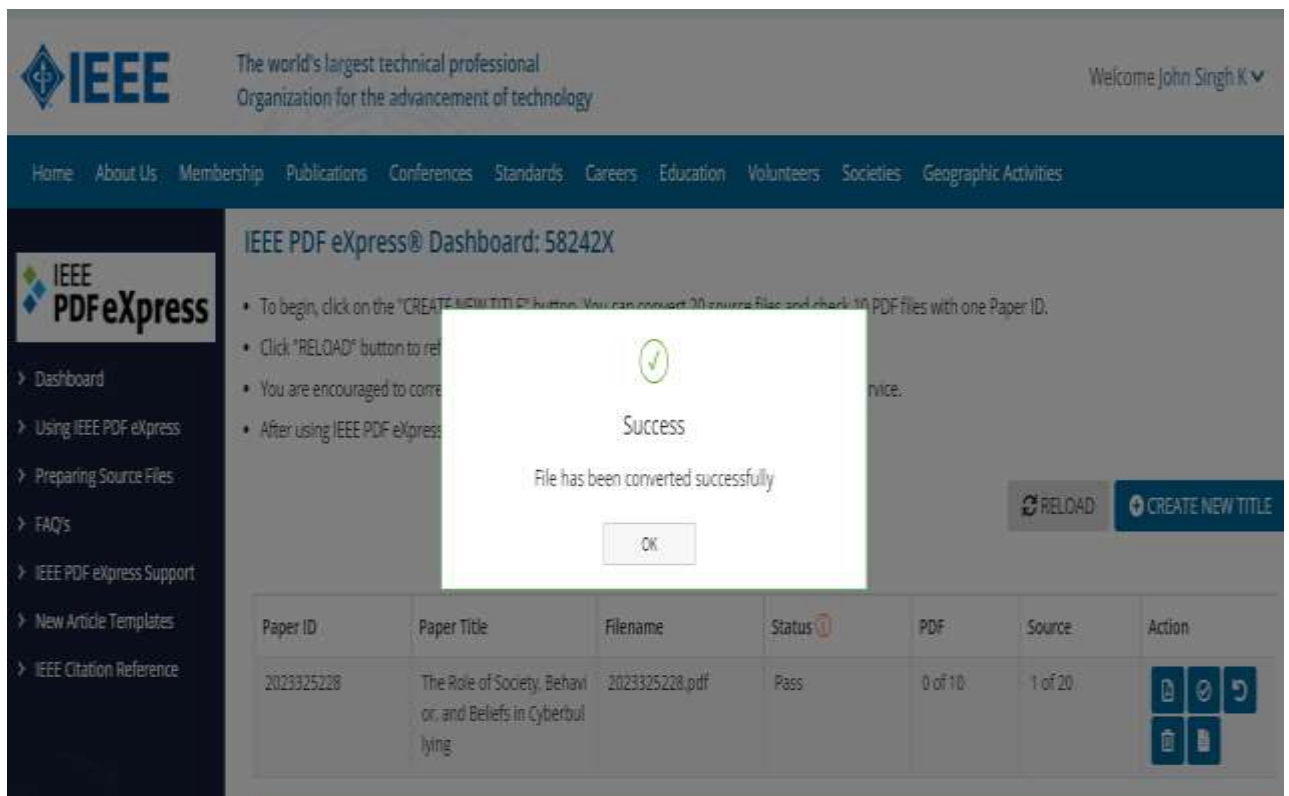 IEEE
The world's largest technical professional
Organization for the advancement of technology
Welcome John Singh K
Home About Us Membership Publications Conferences Standards Careers Education Volunteers Societies Geographic Activities
IEEE
PDF eXpress
Dashboard
Using IEEE PDF eXpress
Preparing Source Files
FAQ's
IEEE PDF eXpress Support
New Article Templates
IEEE Citation Reference
IEEE PDF eXpress® Dashboard: 58242X
• To begin, click on the "CREATE NEW TITLE" button. You can convert 20 source files and check 10 PDF files with one Paper ID.
• Click "RELOAD" button to
• You are encouraged to
• After using IEEE PDF eXpress
Success
File has been converted successfully
OK
RELOAD
CREATE NEW TITLE
Paper ID Paper Title Filename Status PDF Source Action
2023325228 The Role of Society, Behavi 2023325228.pdf Pass 0 of 10 1 of 20
or, and Beliefs in Cyberbul
lying